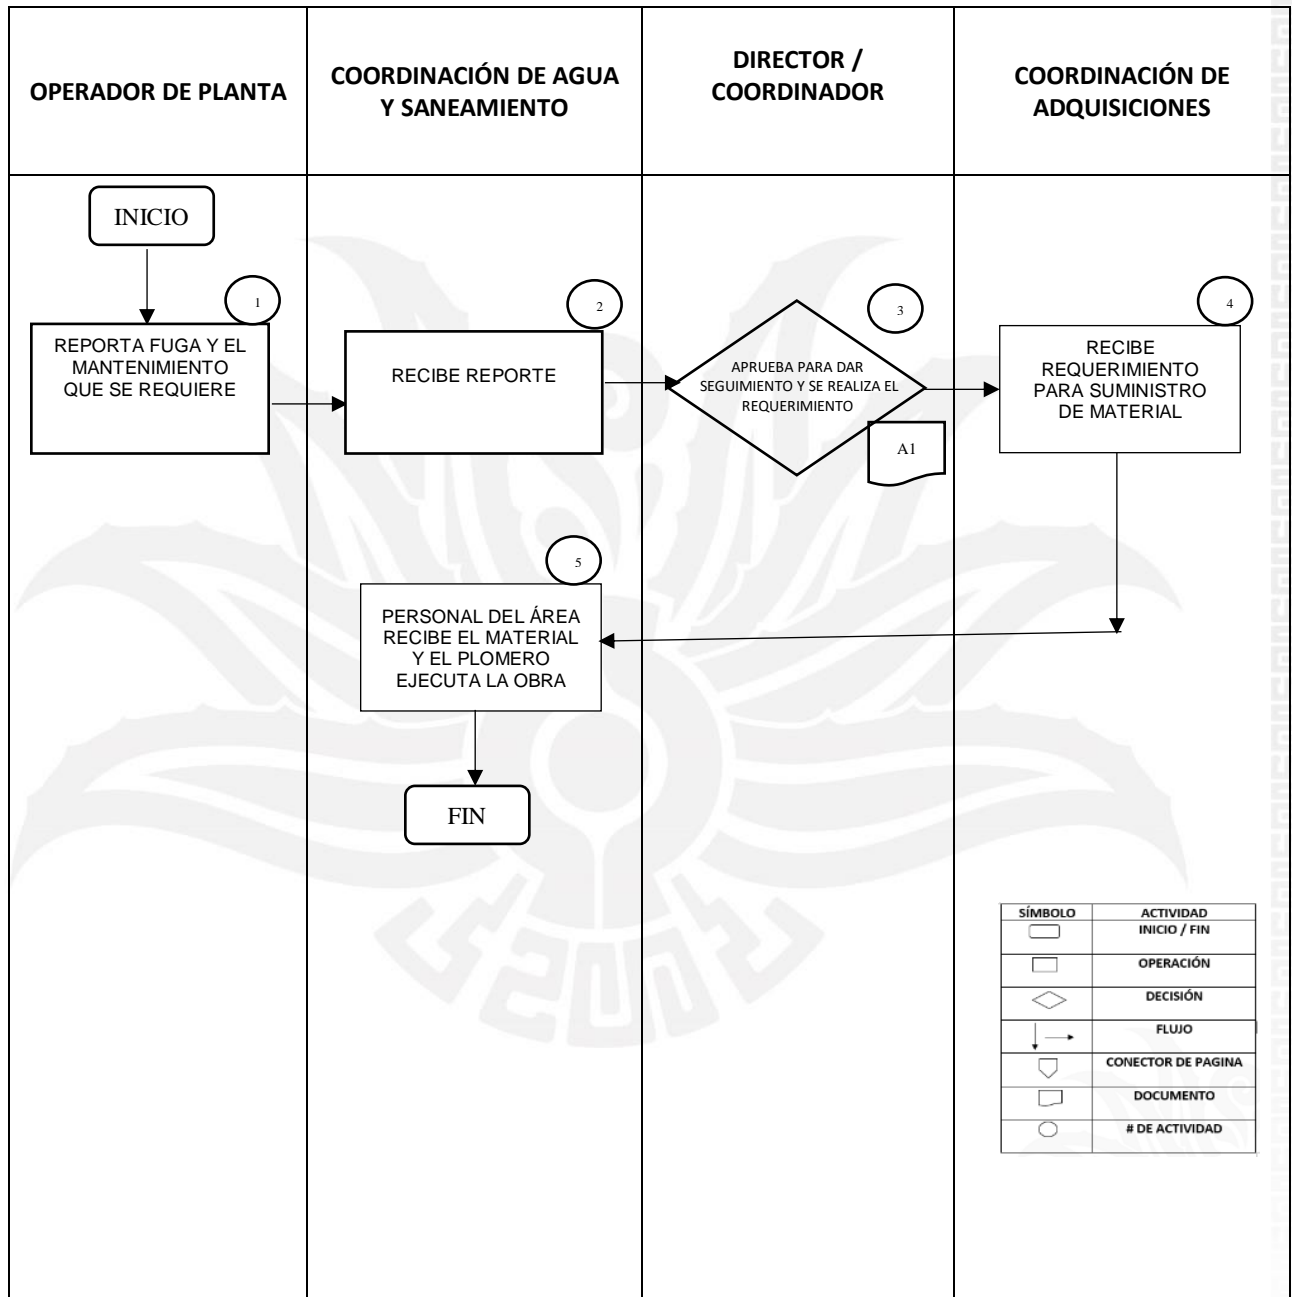 OPERADOR DE PLANTA
COORDINACIÓN DE AGUA
Y SANEAMIENTO
DIRECTOR /
COORDINADOR
COORDINACIÓN DE
ADQUISICIONES
INICIO
1
REPORTA FUGA Y EL
MANTENIMIENTO
QUE SE REQUIERE
2
RECIBE REPORTE
3
APRUEBA PARA DAR
SEGUIMIENTO Y SE REALIZA EL
REQUERIMIENTO
A1
4
RECIBE
REQUERIMIENTO
PARA SUMINISTRO
DE MATERIAL
5
PERSONAL DEL ÁREA
RECIBE EL MATERIAL
Y EL PLOMERO
EJECUTA LA OBRA
FIN
SÍMBOLO ACTIVIDAD
INICIO / FIN
OPERACIÓN
DECISIÓN
FLUJO
CONECTOR DE PAGINA
DOCUMENTO
# DE ACTIVIDAD